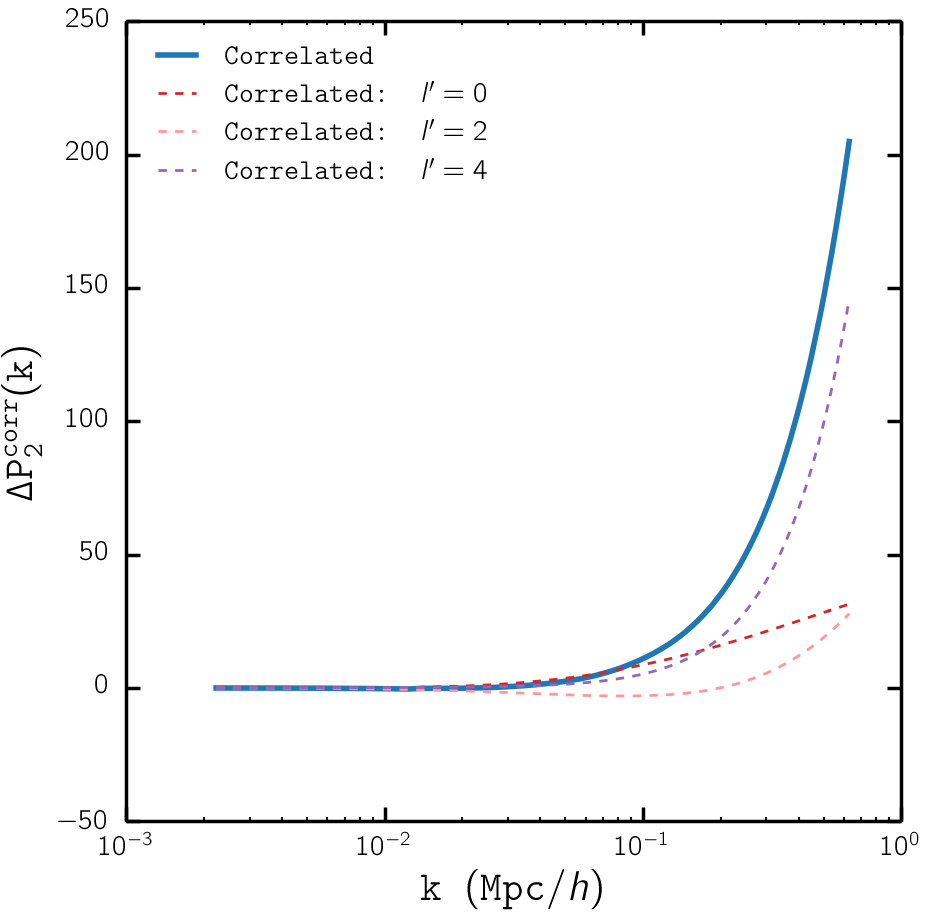 250
200
150
100
50
0
−50
ΔP₂ᶜᵒʳʳ(k)
Correlated
Correlated: l′ = 0
Correlated: l′ = 2
Correlated: l′ = 4
10⁻³
10⁻²
10⁻¹
10⁰
k (Mpc/h)